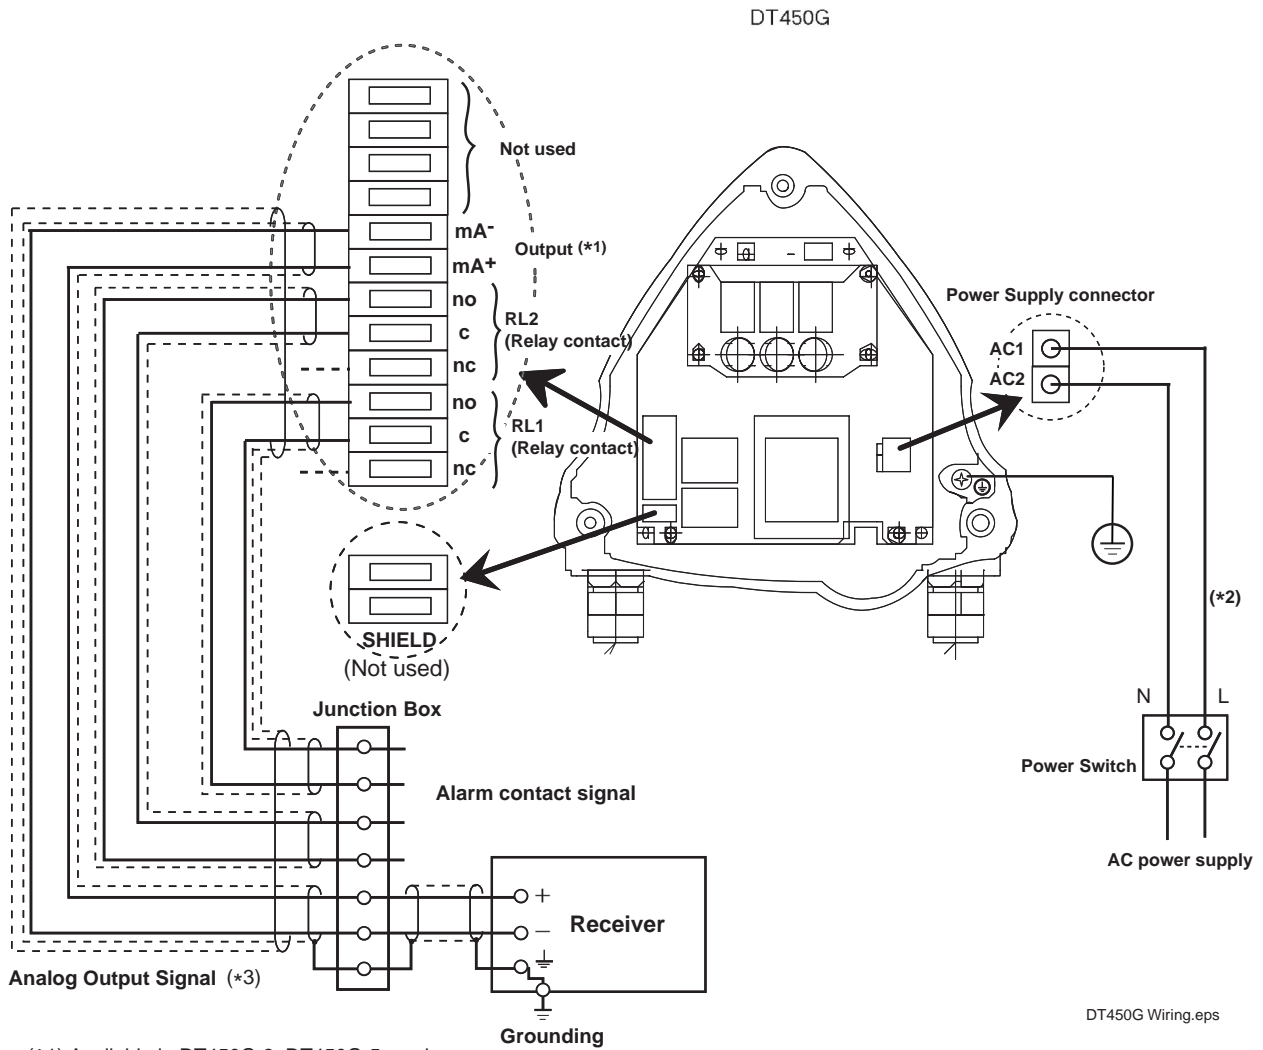 DT450G
Not used
mA-
Output (*1)
mA+
no
RL2
(Relay contact)
c
nc
no
RL1
(Relay contact)
c
nc
Power Supply connector
AC1
AC2
SHIELD
(Not used)
(*2)
N
L
Junction Box
Power Switch
Alarm contact signal
AC power supply
+
Receiver
−
Analog Output Signal (*3)
DT450G Wiring.eps
Grounding